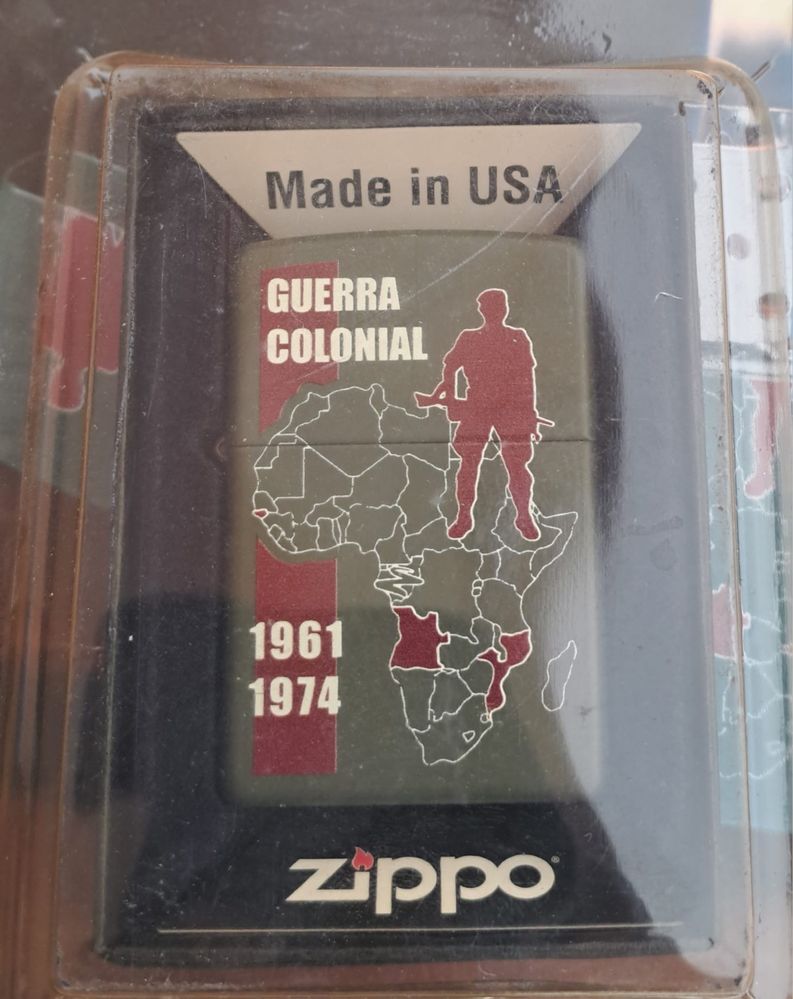 Made in USA
GUERRA
COLONIAL
1961
1974
zippo®